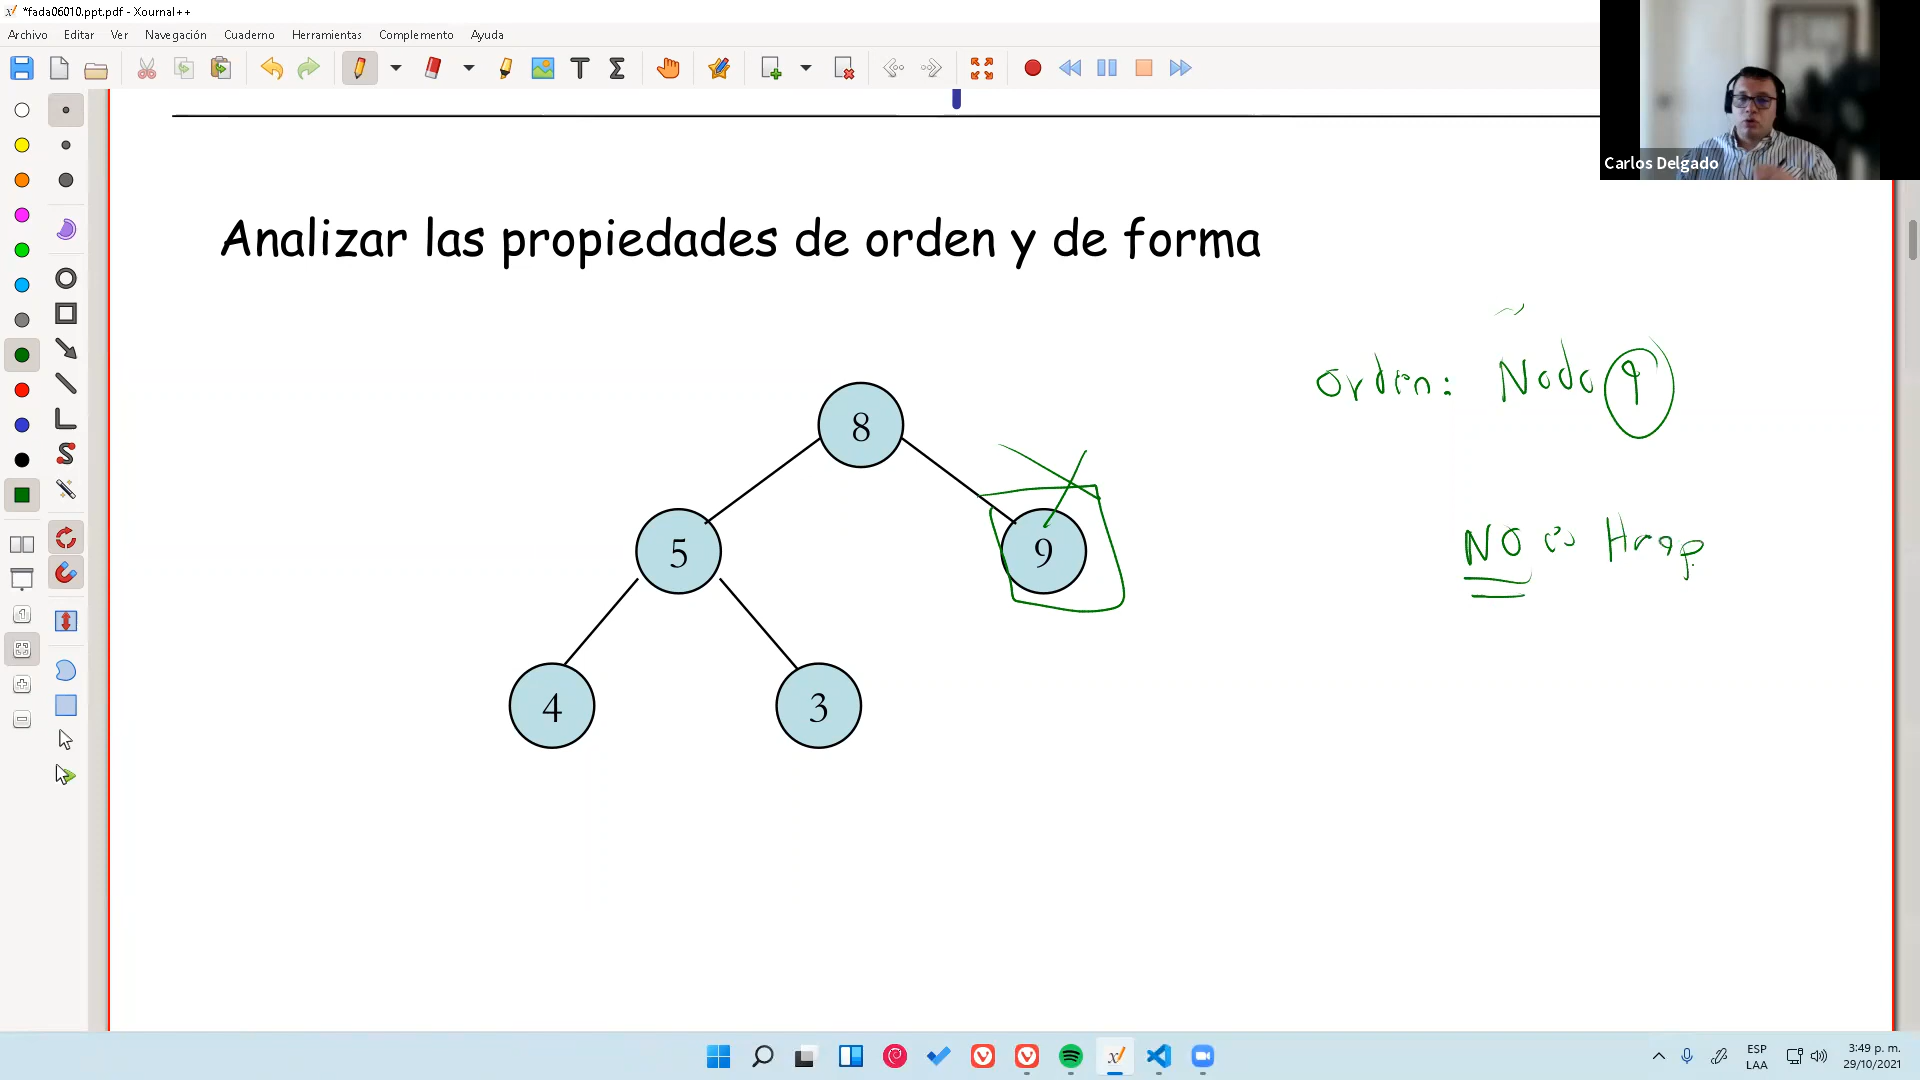 *fada06010.ppt.pdf - Xournal++
Archivo Editar Ver Navegación Cuaderno Herramientas Complemento Ayuda
Carlos Delgado
Analizar las propiedades de orden y de forma
Orden: Nodo 9
8
5
9
NO es Heap
4
3
ESP
LAA
3:49 p. m.
29/10/2021